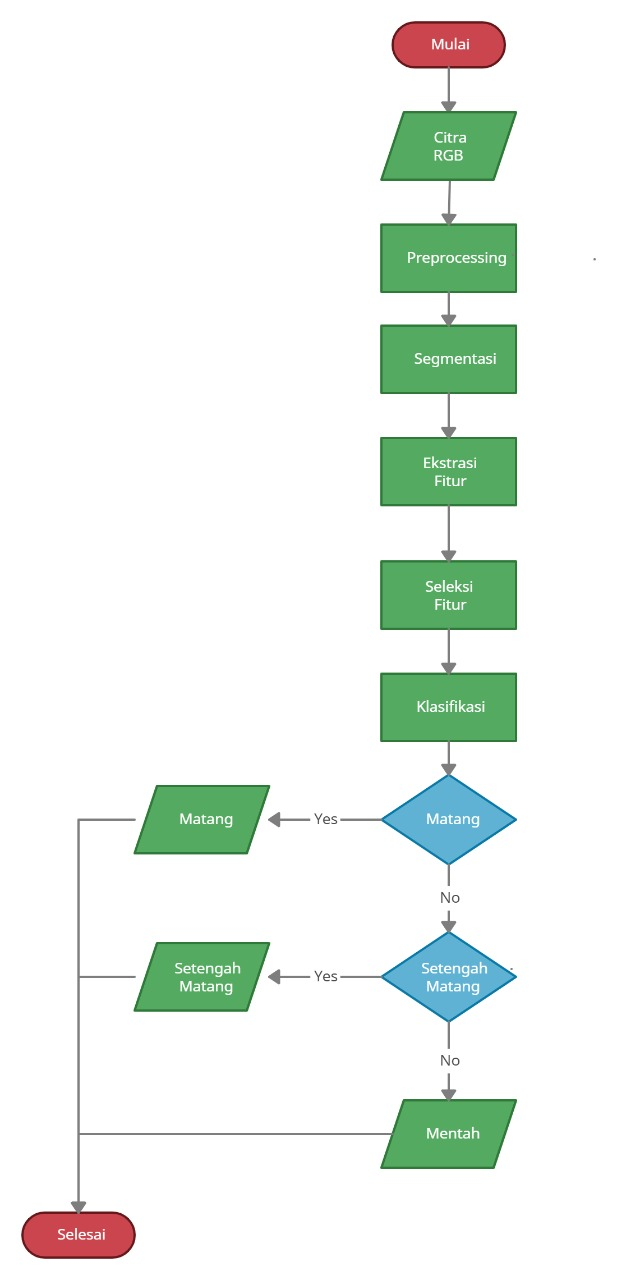 Mulai
Citra
RGB
Preprocessing
Segmentasi
Ekstrasi
Fitur
Seleksi
Fitur
Klasifikasi
Matang
Yes
Matang
No
Setengah
Matang
Yes
Setengah
Matang
No
Mentah
Selesai